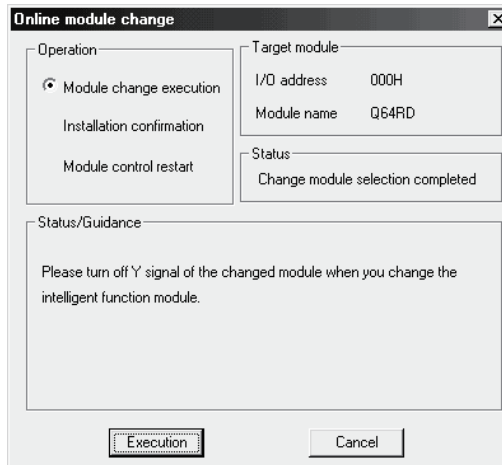 Online module change
Operation
Module change execution
Installation confirmation
Module control restart
Target module
I/O address 000H
Module name Q64RD
Status
Change module selection completed
Status/Guidance
Please turn off Y signal of the changed module when you change the
intelligent function module.
Execution
Cancel